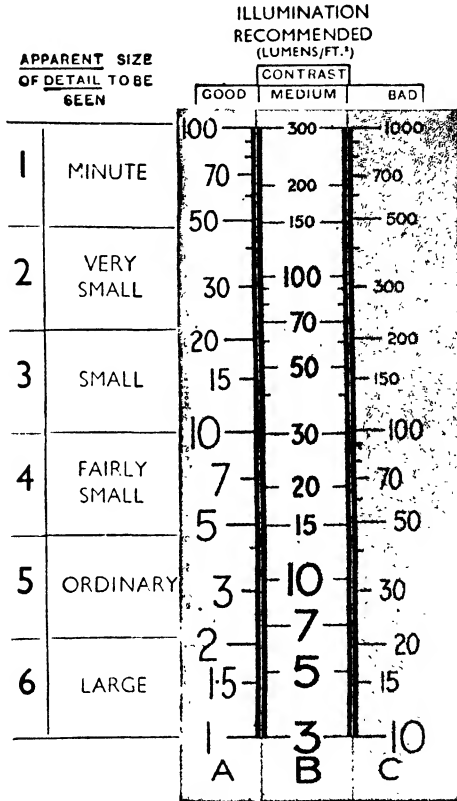 ILLUMINATION
RECOMMENDED
(LUMENS/FT.²)
APPARENT SIZE
OF DETAIL TO BE
SEEN
CONTRAST
GOOD MEDIUM BAD
100 300 1000
1 MINUTE 70 200 700
50 150 500
2 VERY
SMALL
30 100 300
20 70 200
3 SMALL 15 50 150
10 30 100
4 FAIRLY
SMALL
7 20 70
5 15 50
5 ORDINARY 3 10 30
2 7 20
6 LARGE 1.5 5 15
1 3 10
A B C